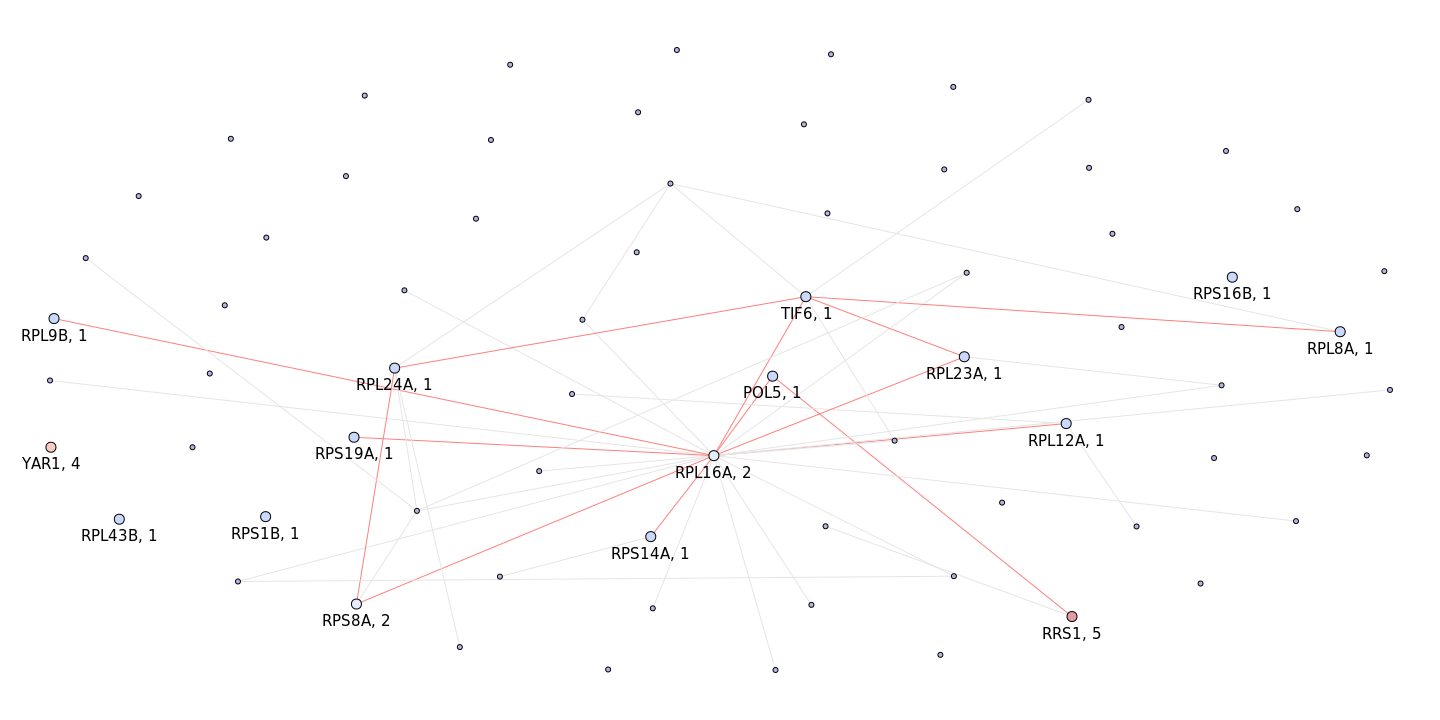 RPS16B, 1
TIF6, 1
RPL9B, 1
RPL8A, 1
RPL23A, 1
RPL24A, 1
POL5, 1
RPL12A, 1
RPS19A, 1
YAR1, 4
RPL16A, 2
RPL43B, 1
RPS1B, 1
RPS14A, 1
RPS8A, 2
RRS1, 5